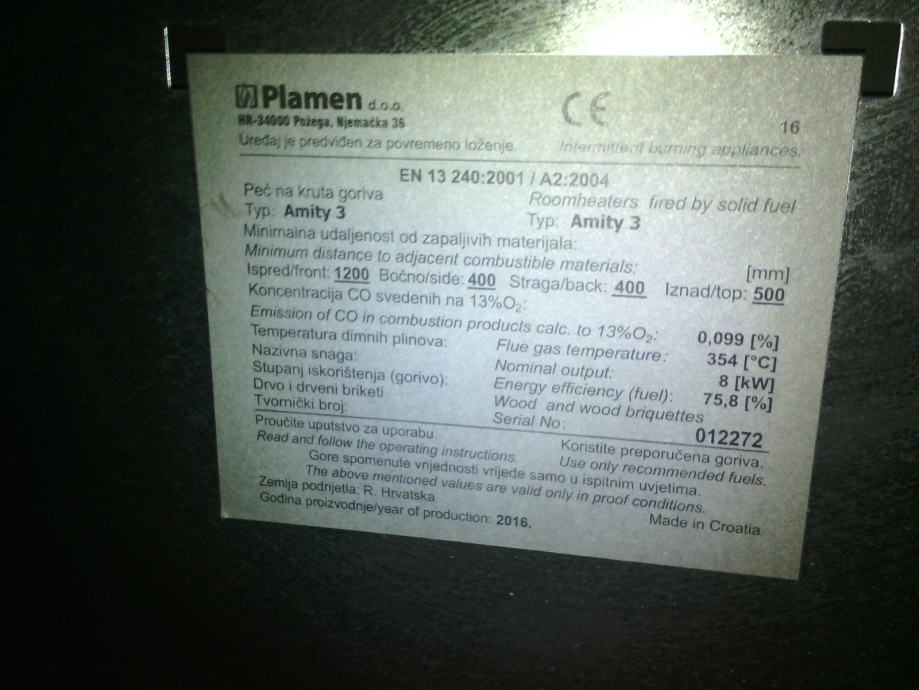 Plamen d.o.o.
HR-34000 Požega, Njemačka 36
CE 16
Uređaj je predviđen za povremeno loženje. Intermittent burning appliances.
EN 13 240:2001 / A2:2004
Peć na kruta goriva Roomheaters fired by solid fuel
Typ: Amity 3 Typ: Amity 3
Minimalna udaljenost od zapaljivih materijala:
Minimum distance to adjacent combustible materials: [mm]
Ispred/front: 1200 Bočno/side: 400 Straga/back: 400 Iznad/top: 500
Koncentracija CO svedenih na 13%O₂:
Emission of CO in combustion products calc. to 13%O₂: 0,099 [%]
Temperatura dimnih plinova: Flue gas temperature: 354 [°C]
Nazivna snaga: Nominal output: 8 [kW]
Stupanj iskorištenja (gorivo): Energy efficiency (fuel): 75,8 [%]
Drvo i drveni briketi Wood and wood briquettes
Tvornički broj: Serial No: 012272
Proučite uputstvo za uporabu. Koristite preporučena goriva.
Read and follow the operating instructions. Use only recommended fuels.
Gore spomenute vrijednosti vrijede samo u ispitnim uvjetima.
The above mentioned values are valid only in proof conditions.
Zemlja podrijetla: R. Hrvatska Made in Croatia
Godina proizvodnje/year of production: 2016.